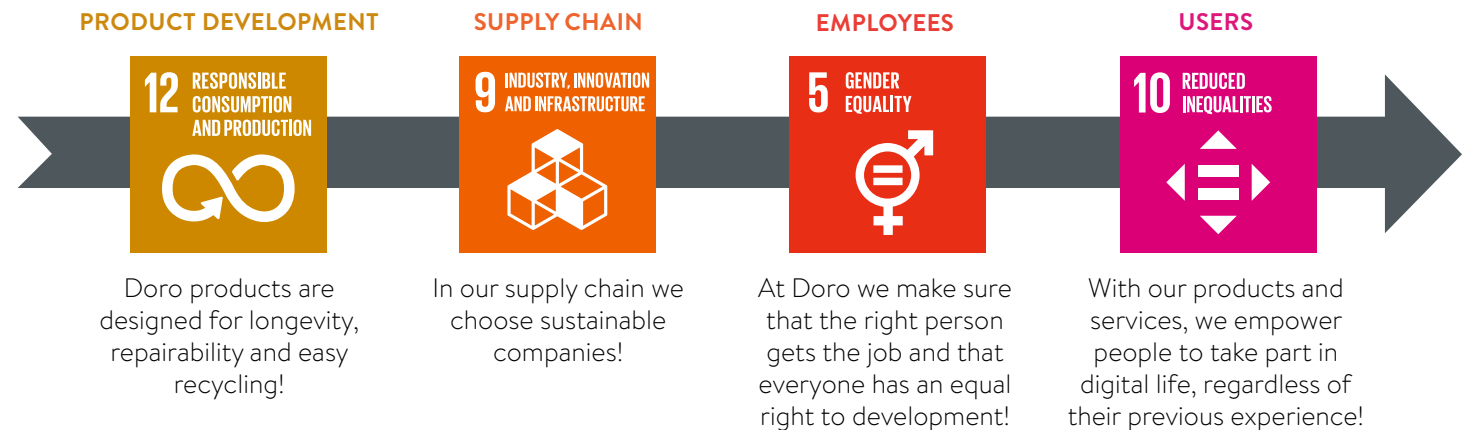 PRODUCT DEVELOPMENT
12 RESPONSIBLE
CONSUMPTION
AND PRODUCTION
Doro products are
designed for longevity,
repairability and easy
recycling!
SUPPLY CHAIN
9 INDUSTRY, INNOVATION
AND INFRASTRUCTURE
In our supply chain we
choose sustainable
companies!
EMPLOYEES
5 GENDER
EQUALITY
At Doro we make sure
that the right person
gets the job and that
everyone has an equal
right to development!
USERS
10 REDUCED
INEQUALITIES
With our products and
services, we empower
people to take part in
digital life, regardless of
their previous experience!